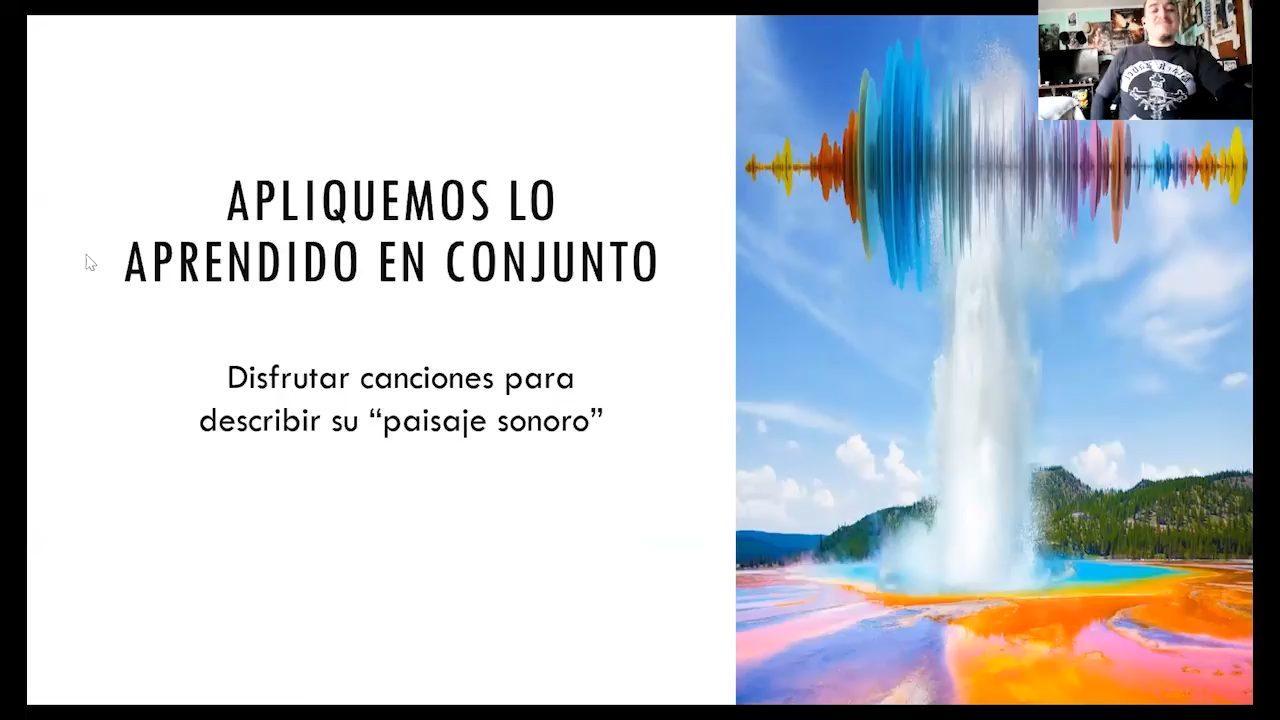 APLIQUEMOS LO
APRENDIDO EN CONJUNTO
Disfrutar canciones para
describir su “paisaje sonoro”